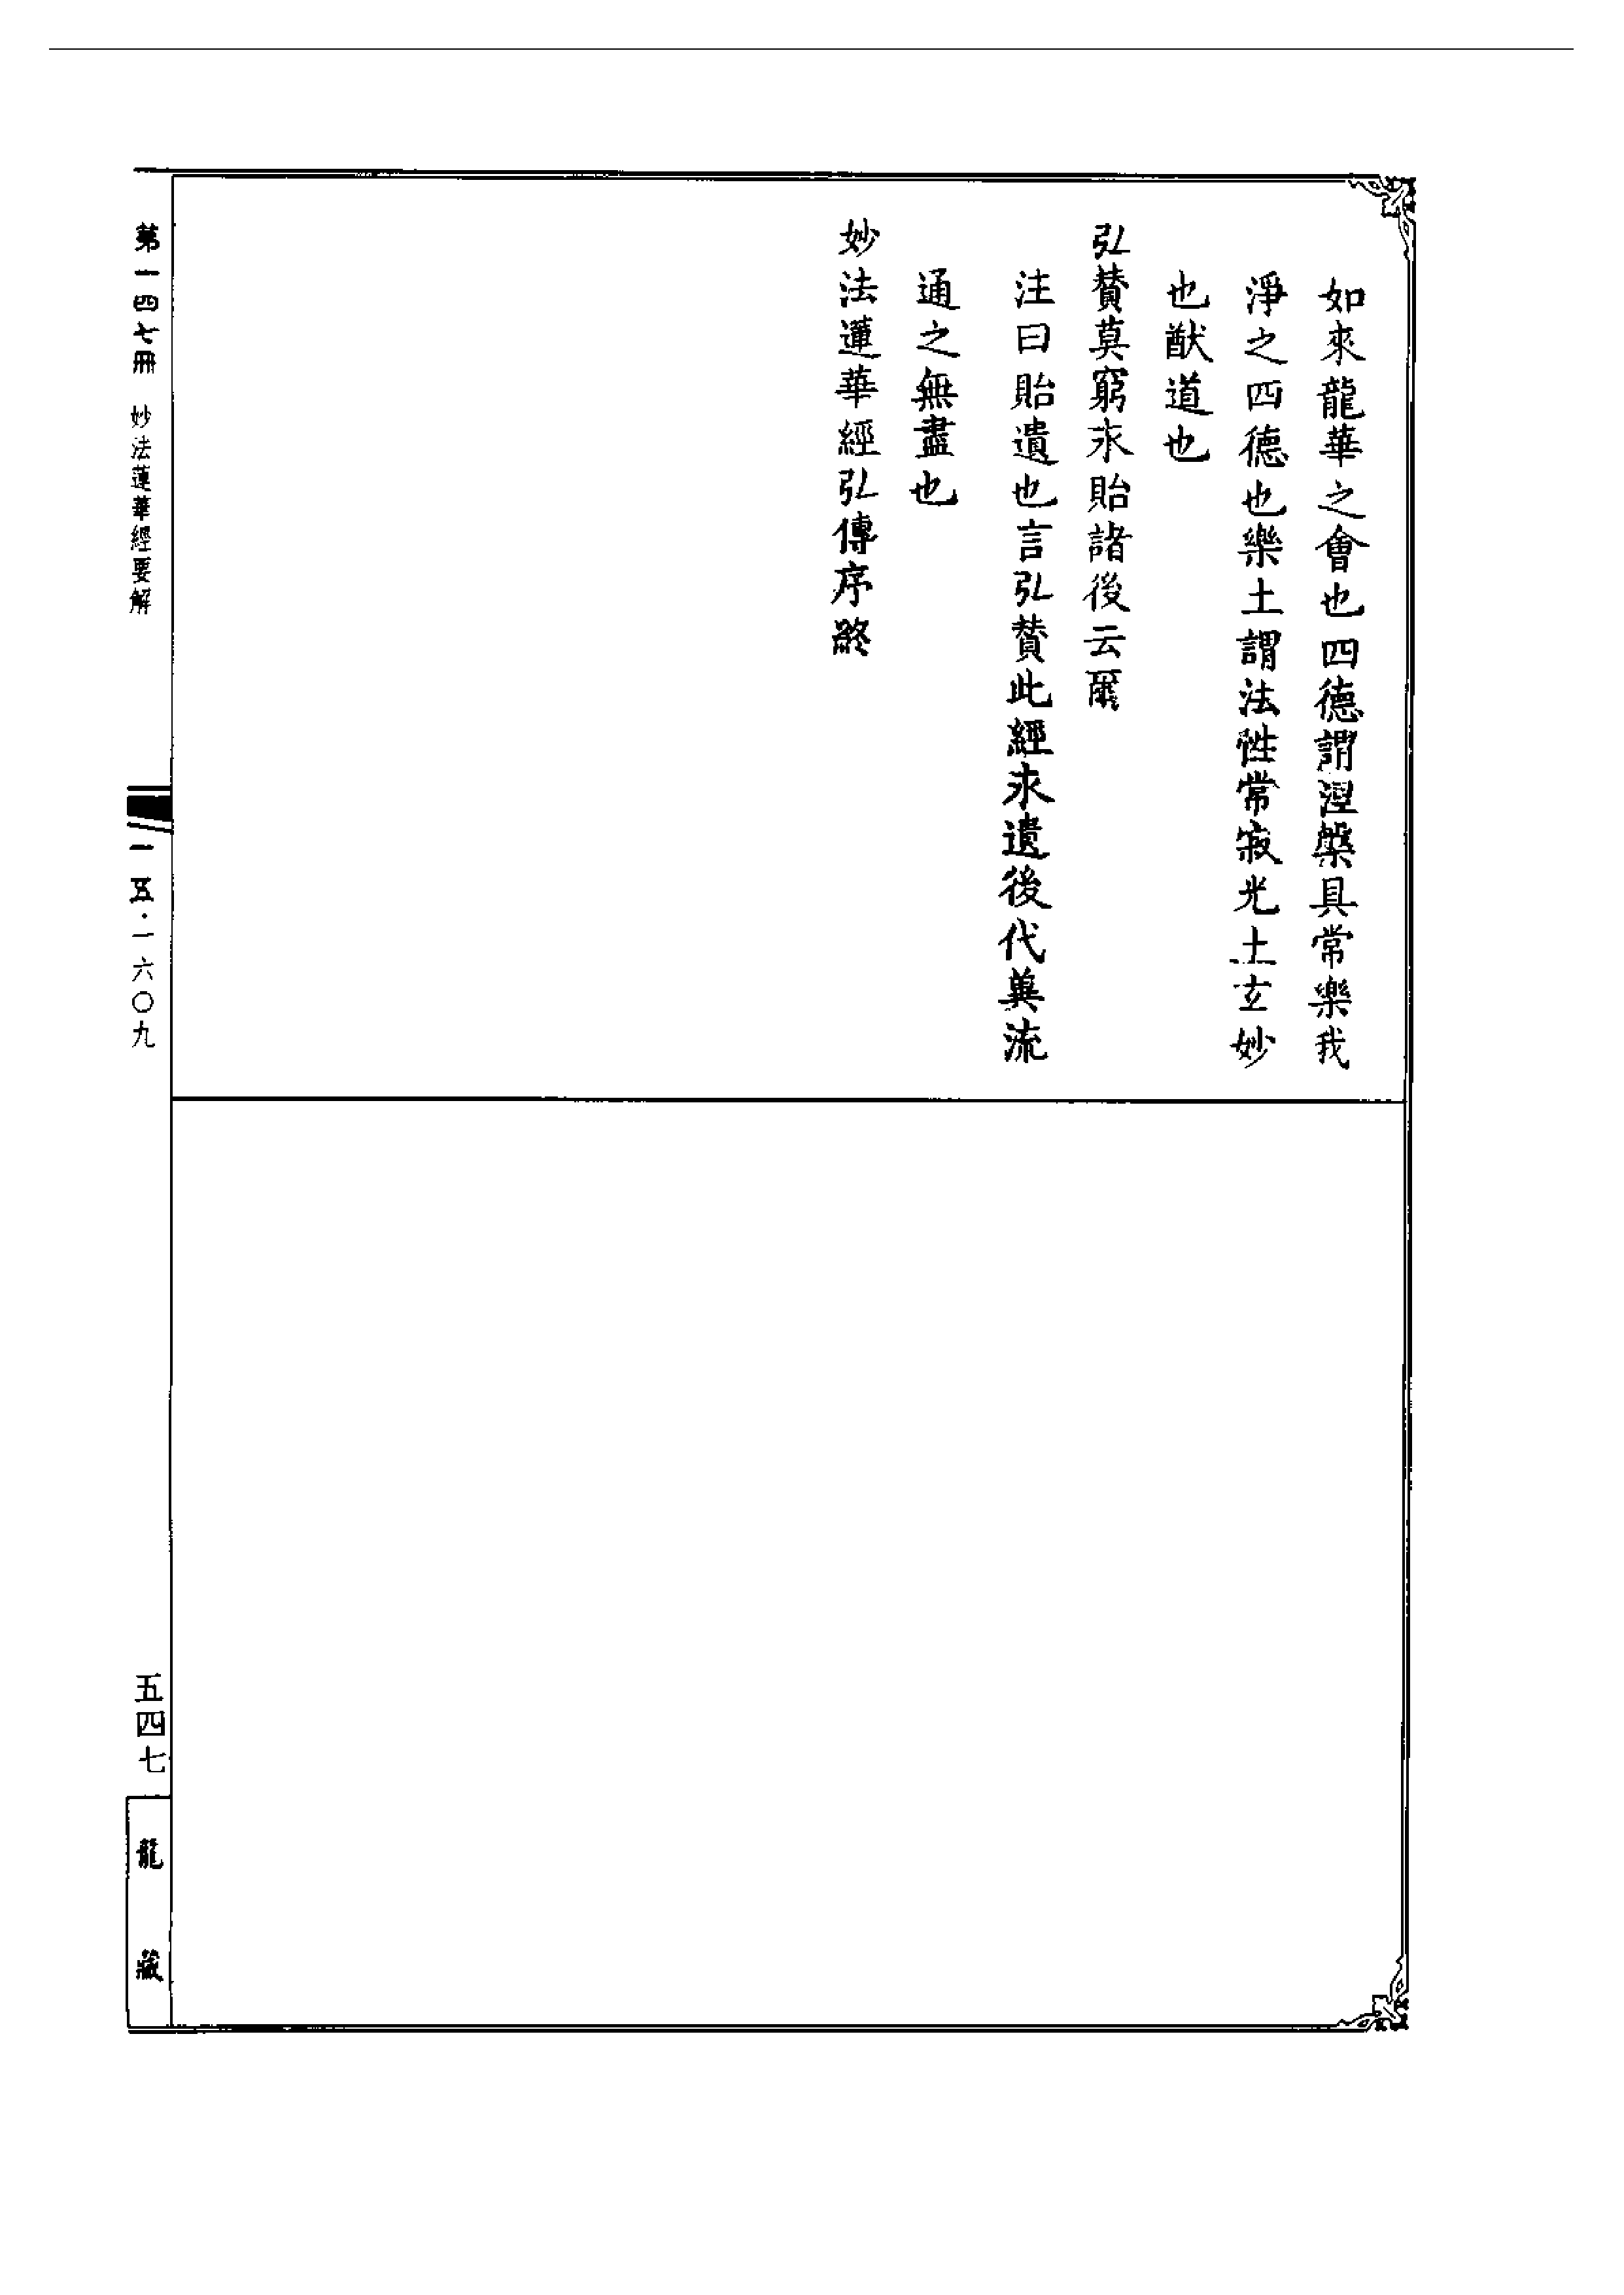 如來龍華之會也四德謂涅槃具常樂我
淨之四德也樂土謂法性常寂光土玄妙
也猷道也
弘贊莫窮永貽諸後云爾
注曰貽遺也言弘贊此經永遺後代兾流
通之無盡也
妙法蓮華經弘傳序終
第一四七冊 妙法蓮華經要解
一五·一六〇九
五四七
龍藏